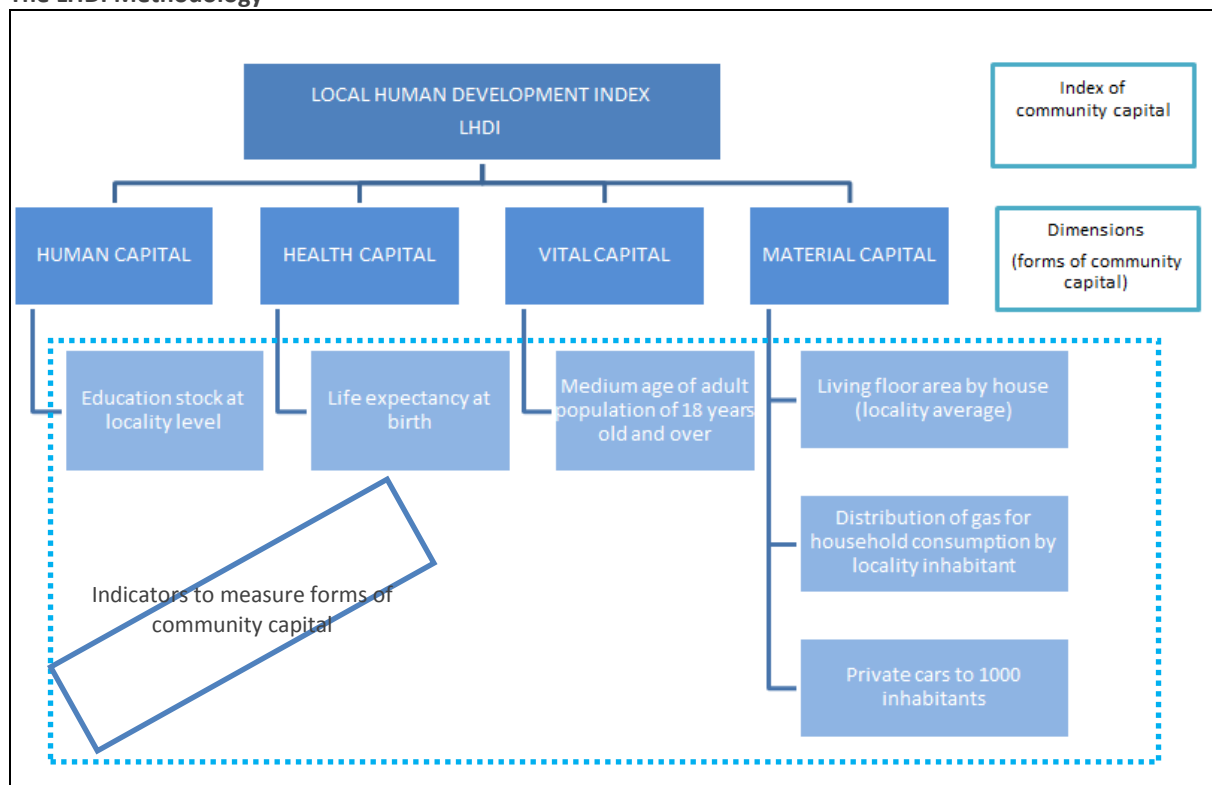 The LHDI Methodology
LOCAL HUMAN DEVELOPMENT INDEX
LHDI
Index of
community capital
HUMAN CAPITAL
HEALTH CAPITAL
VITAL CAPITAL
MATERIAL CAPITAL
Dimensions
(forms of community
capital)
Education stock at
locality level
Life expectancy at
birth
Medium age of adult
population of 18 years
old and over
Living floor area by house
(locality average)
Distribution of gas for
household consumption by
locality inhabitant
Private cars to 1000
inhabitants
Indicators to measure forms of
community capital